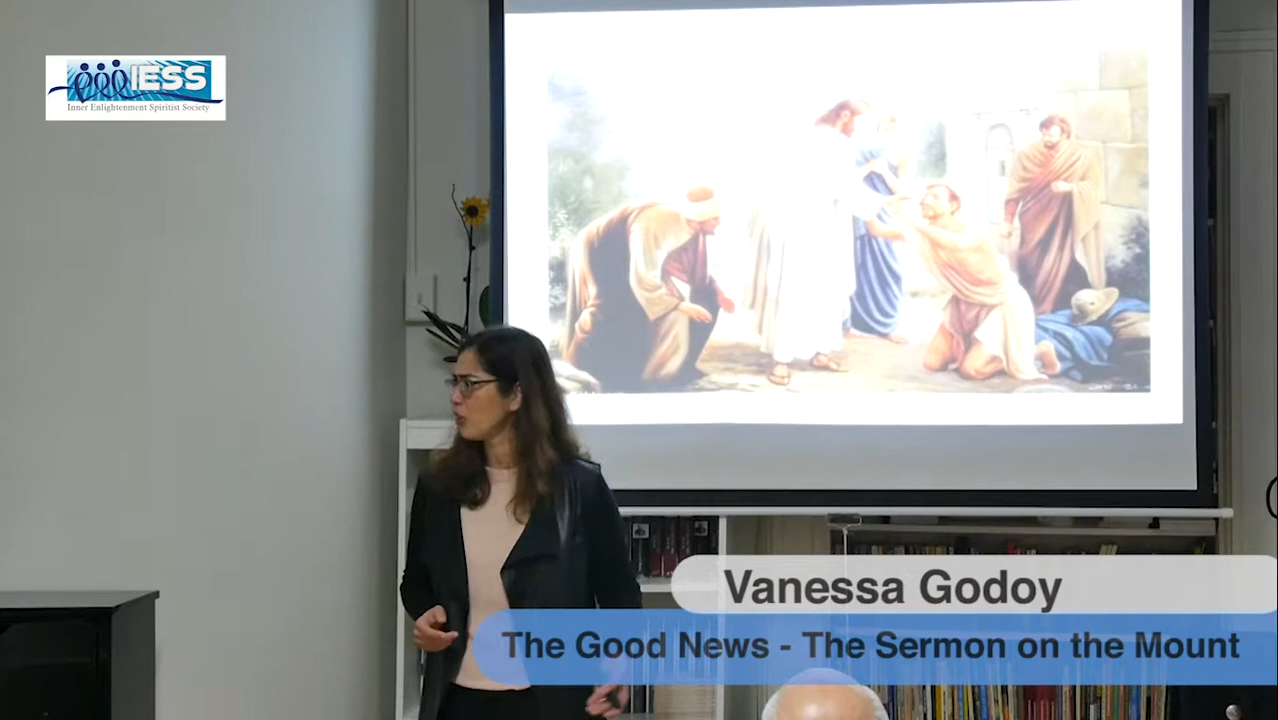 IESS
Inner Enlightenment Spiritist Society
Vanessa Godoy
The Good News - The Sermon on the Mount